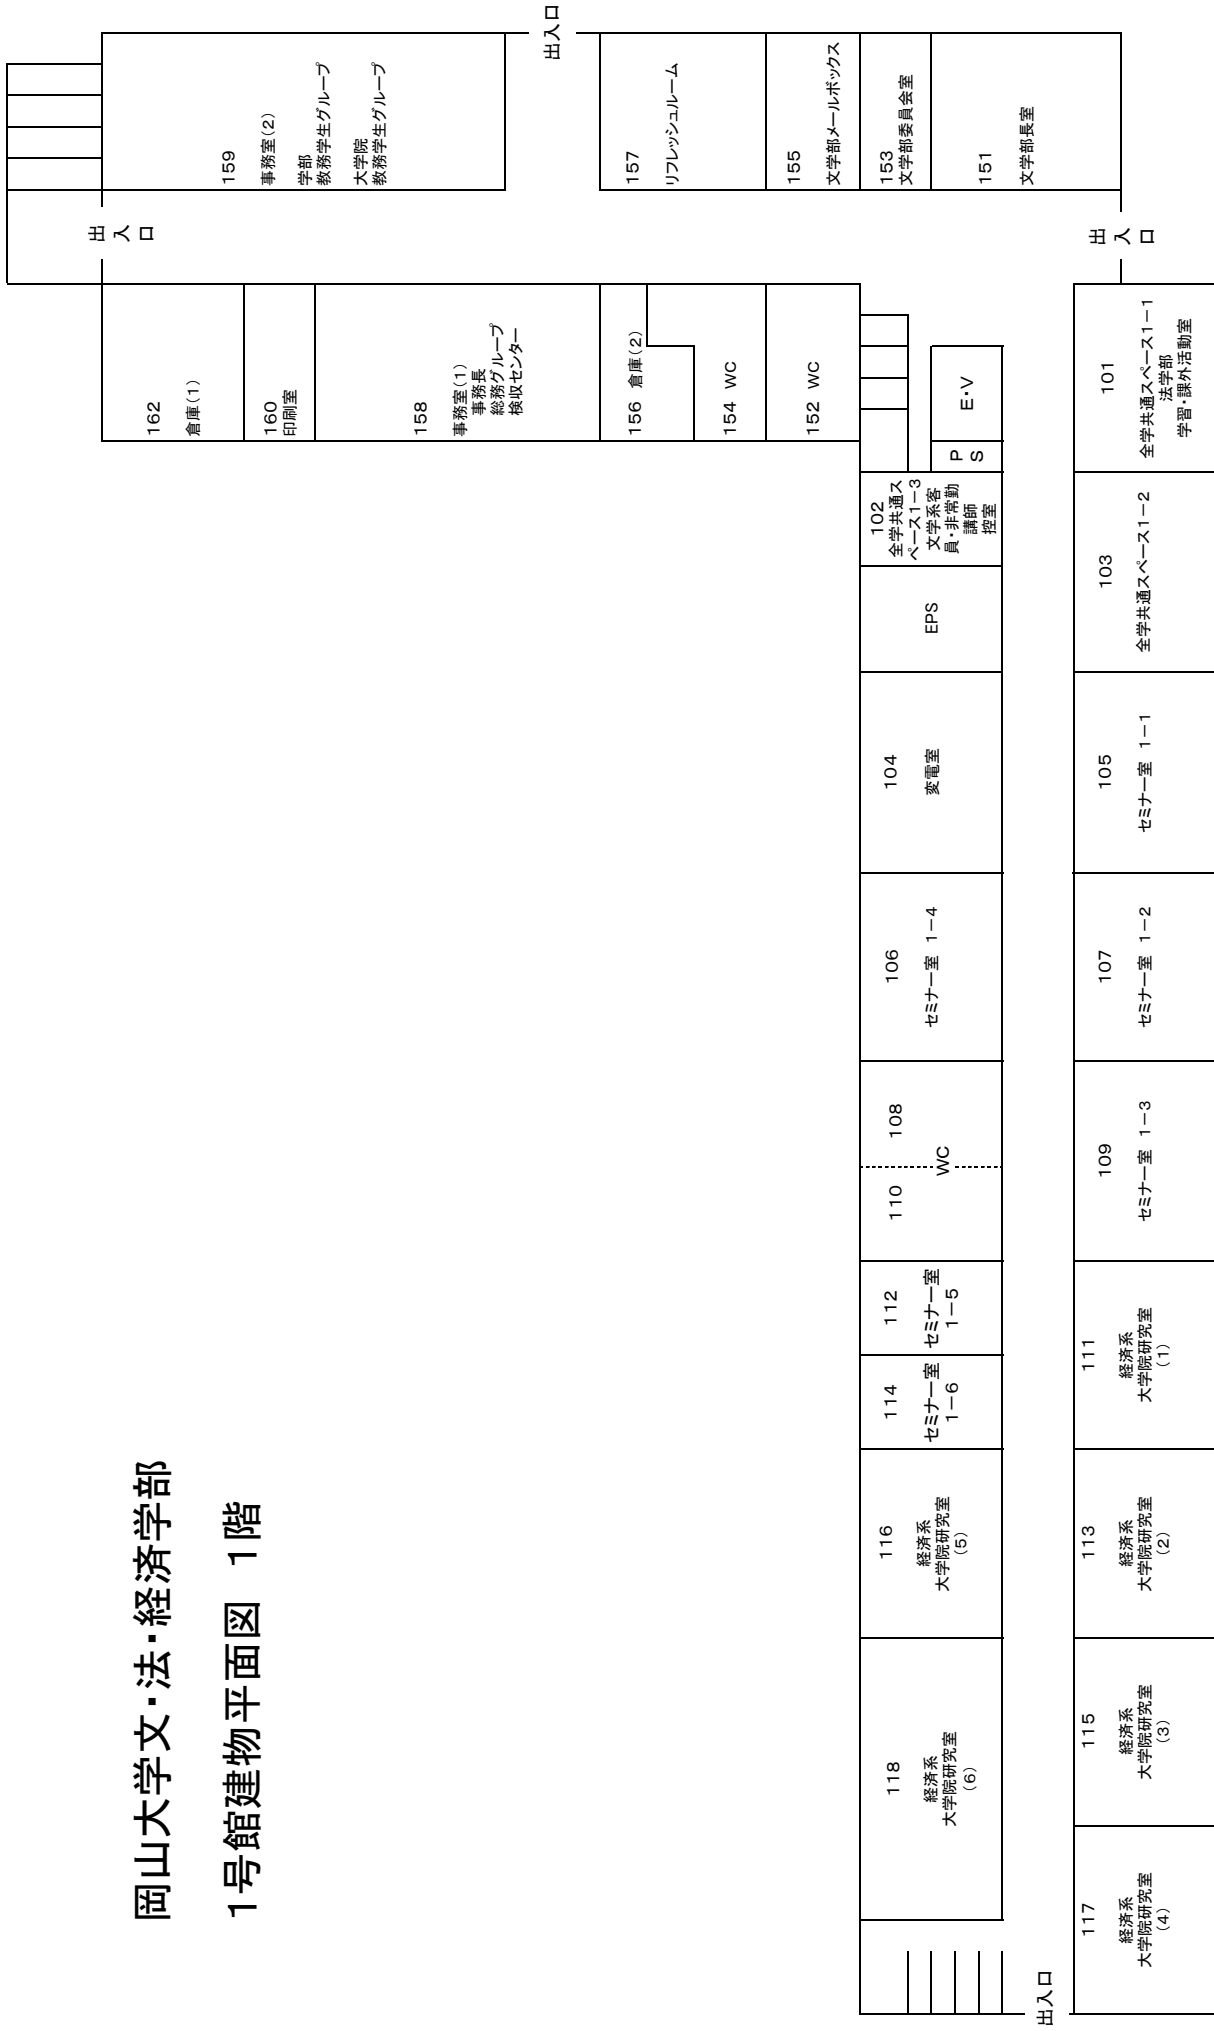 岡山大学文・法・経済学部
1号館建物平面図 1階
出入口
159
事務室(2)
学部
教務学生グループ
大学院
教務学生グループ
出入口
157
リフレッシュルーム
155
文学部メールボックス
153
文学部委員会室
151
文学部長室
出入口
162
倉庫(1)
160
印刷室
158
事務室(1)
事務長
総務グループ
検収センター
156 倉庫(2)
154 WC
152 WC
E・V
PS
102
全学共通ス
ペース1－3
文学系客
員・非常勤
講師
控室
EPS
104
変電室
106
セミナー室 1－4
108
110
WC
112
セミナー室
1－5
114
セミナー室
1－6
116
経済系
大学院研究室
(5)
118
経済系
大学院研究室
(6)
101
全学共通スペース1－1
法学部
学習・課外活動室
103
全学共通スペース1－2
105
セミナー室 1－1
107
セミナー室 1－2
109
セミナー室 1－3
111
経済系
大学院研究室
(1)
113
経済系
大学院研究室
(2)
115
経済系
大学院研究室
(3)
117
経済系
大学院研究室
(4)
出入口